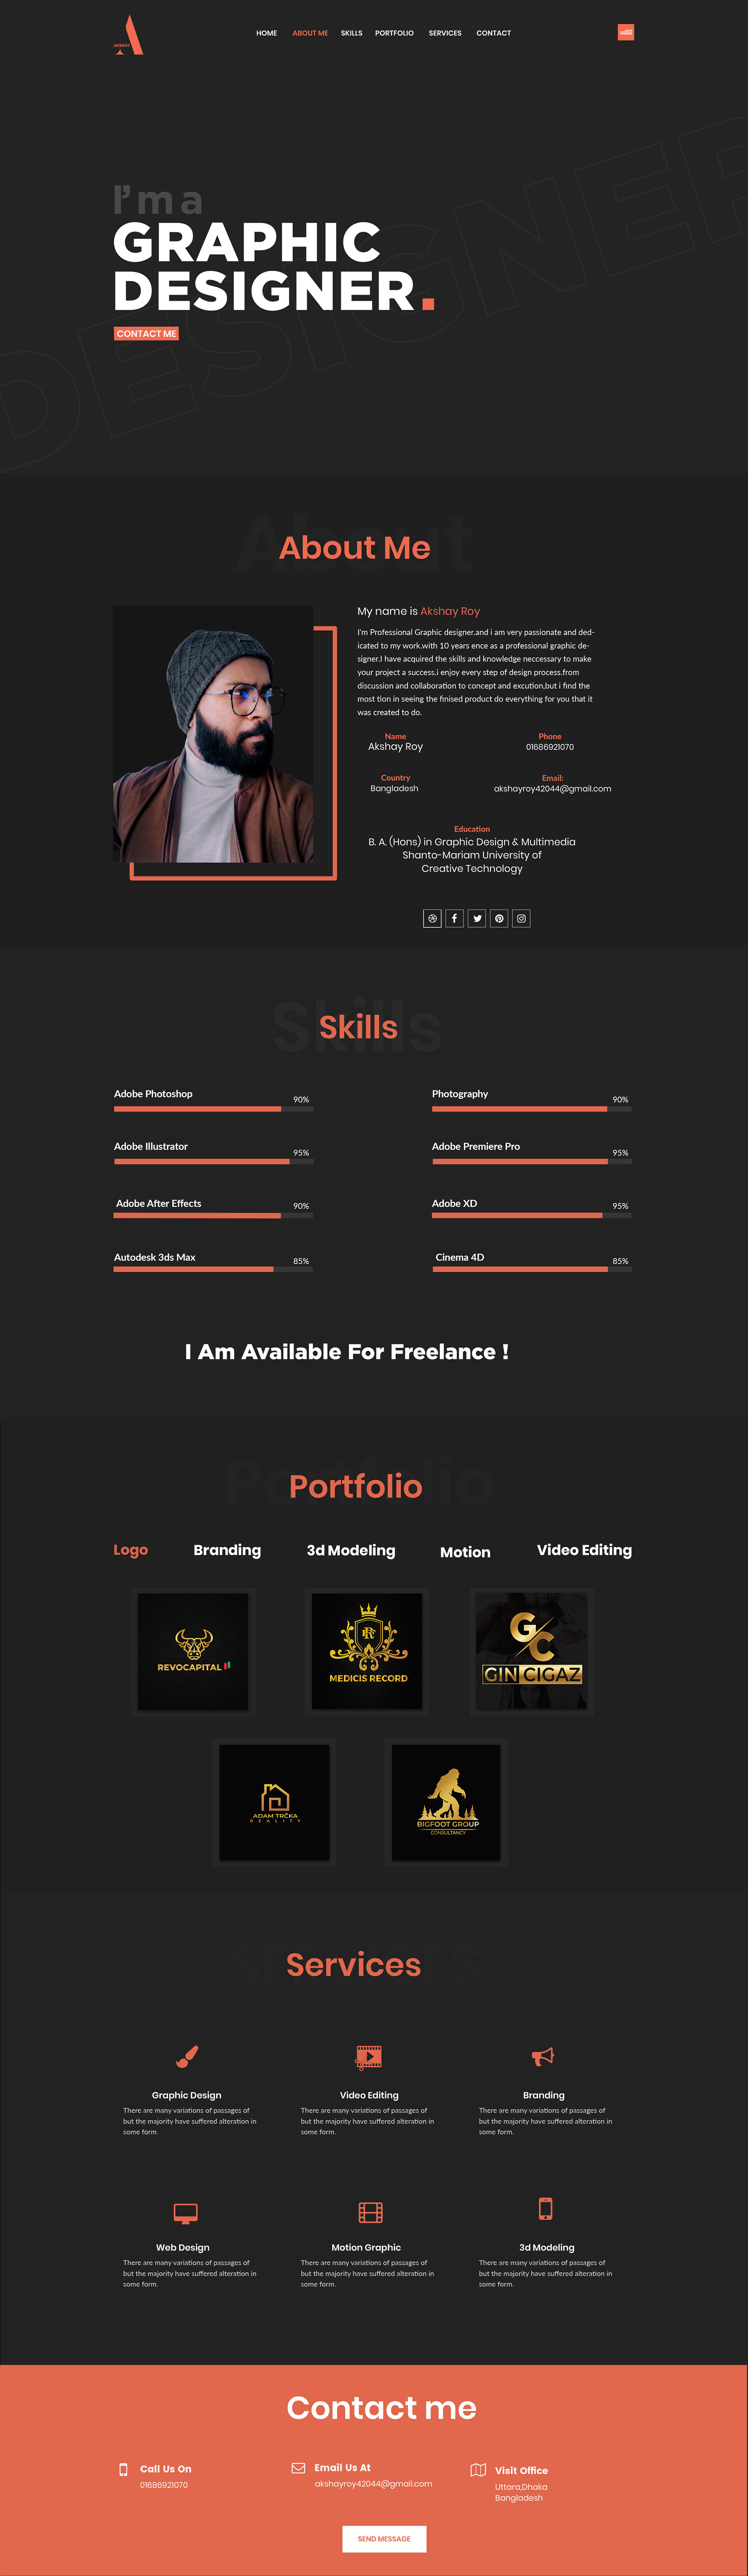 AKSHAY
HOME ABOUT ME SKILLS PORTFOLIO SERVICES CONTACT
DESIGNER
I'm a
GRAPHIC
DESIGNER.
CONTACT ME
About
About Me
My name is Akshay Roy
I'm Professional Graphic designer.and i am very passionate and ded-
icated to my work.with 10 years ence as a professional graphic de-
signer.I have acquired the skills and knowledge neccessary to make
your project a success.i enjoy every step of design process.from
discussion and collaboration to concept and excution,but i find the
most tion in seeing the finised product do everything for you that it
was created to do.
Name
Akshay Roy
Phone
01686921070
Country
Bangladesh
Email:
akshayroy42044@gmail.com
Education
B. A. (Hons) in Graphic Design & Multimedia
Shanto-Mariam University of
Creative Technology
Skills
Skills
Adobe Photoshop 90%
Photography 90%
Adobe Illustrator 95%
Adobe Premiere Pro 95%
Adobe After Effects 90%
Adobe XD 95%
Autodesk 3ds Max 85%
Cinema 4D 85%
I Am Available For Freelance !
Portfolio
Portfolio
Logo Branding 3d Modeling Motion Video Editing
REVOCAPITAL
MEDICIS RECORD
GC
GIN CIGAZ
ADAM TRČKA
REALITY
BIGFOOT GROUP
CONSULTANCY
SERVICES
Services
Graphic Design
There are many variations of passages of
but the majority have suffered alteration in
some form.
Video Editing
There are many variations of passages of
but the majority have suffered alteration in
some form.
Branding
There are many variations of passages of
but the majority have suffered alteration in
some form.
Web Design
There are many variations of passages of
but the majority have suffered alteration in
some form.
Motion Graphic
There are many variations of passages of
but the majority have suffered alteration in
some form.
3d Modeling
There are many variations of passages of
but the majority have suffered alteration in
some form.
Contact me
Call Us On
01686921070
Email Us At
akshayroy42044@gmail.com
Visit Office
Uttara,Dhaka
Bangladesh
SEND MESSAGE